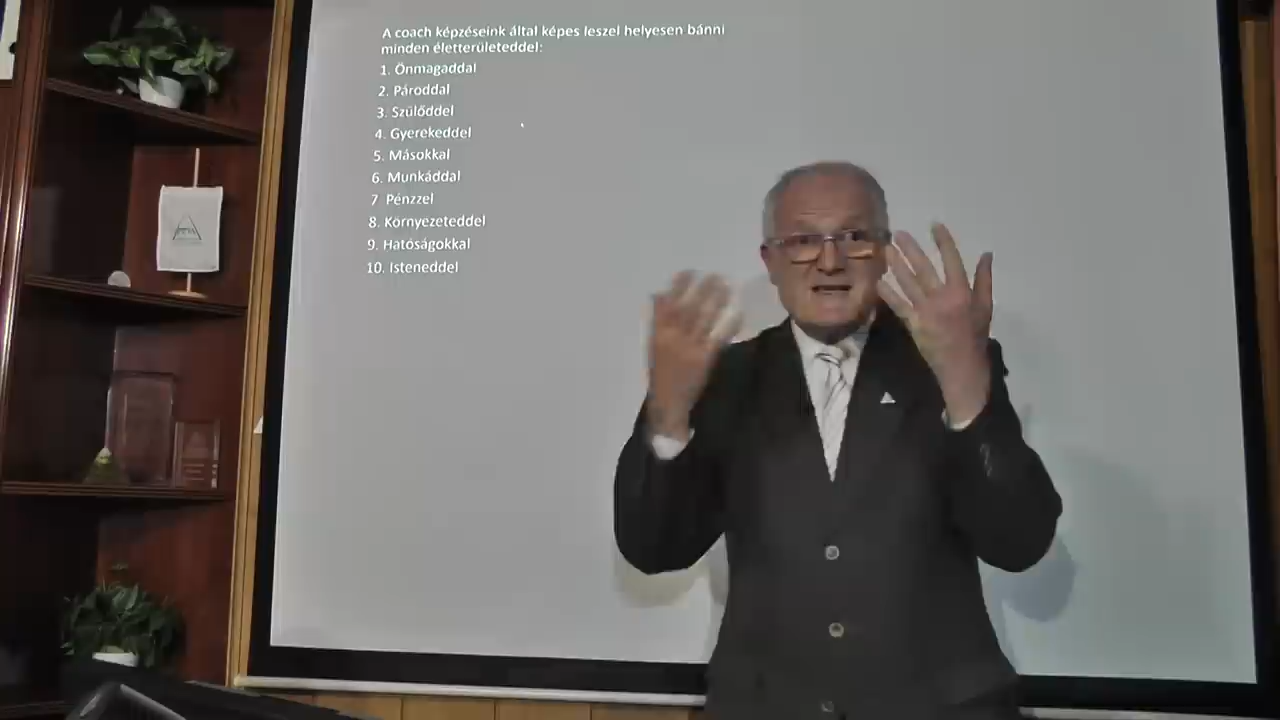 A coach képzéseink által képes leszel helyesen bánni
minden életterületeddel:
1. Önmagaddal
2. Pároddal
3. Szülőddel
4. Gyerekeddel
5. Másokkal
6. Munkáddal
7 Pénzzel
8. Környezeteddel
9. Hatóságokkal
10. Isteneddel